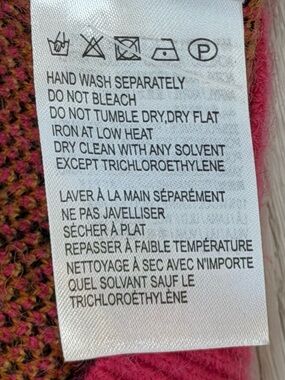 P
HAND WASH SEPARATELY
DO NOT BLEACH
DO NOT TUMBLE DRY,DRY FLAT
IRON AT LOW HEAT
DRY CLEAN WITH ANY SOLVENT
EXCEPT TRICHLOROETHYLENE
LAVER À LA MAIN SÉPARÉMENT
NE PAS JAVELLISER
SÉCHER À PLAT
REPASSER À FAIBLE TEMPÉRATURE
NETTOYAGE À SEC AVEC N'IMPORTE
QUEL SOLVANT SAUF LE
TRICHLOROÉTHYLÈNE